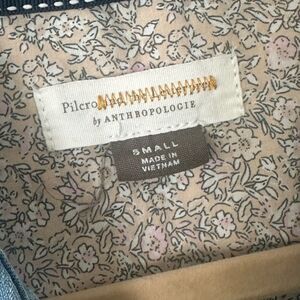 Pilcro
by ANTHROPOLOGIE
SMALL
MADE IN
VIETNAM